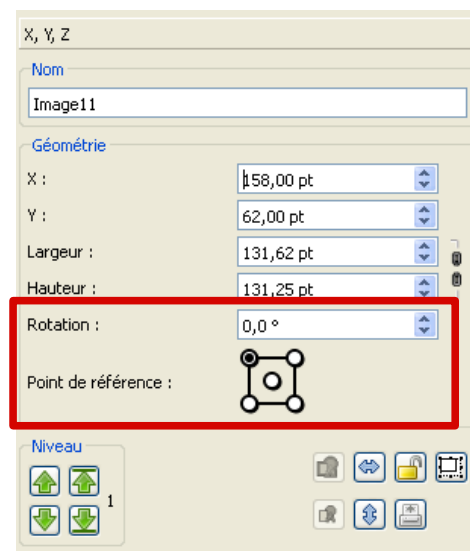 X, Y, Z
Nom
Image11
Géométrie
X : 158,00 pt
Y : 62,00 pt
Largeur : 131,62 pt
Hauteur : 131,25 pt
Rotation : 0,0 °
Point de référence :
Niveau
1